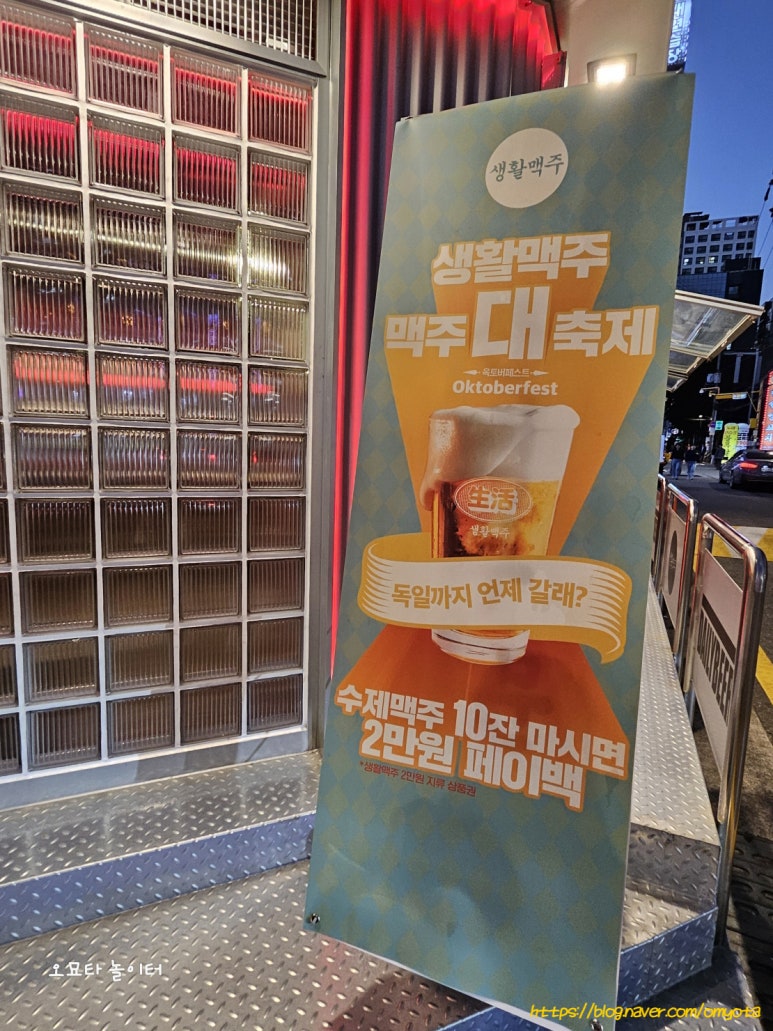 생활맥주
생활맥주
맥주 대 축제
옥토버페스트
Oktoberfest
生活
생활맥주
독일까지 언제 갈래?
수제맥주 10잔 마시면
2만원 페이백
*생활맥주 2만원 지류 상품권
오묘타 놀이터
https://blog.naver.com/omyota